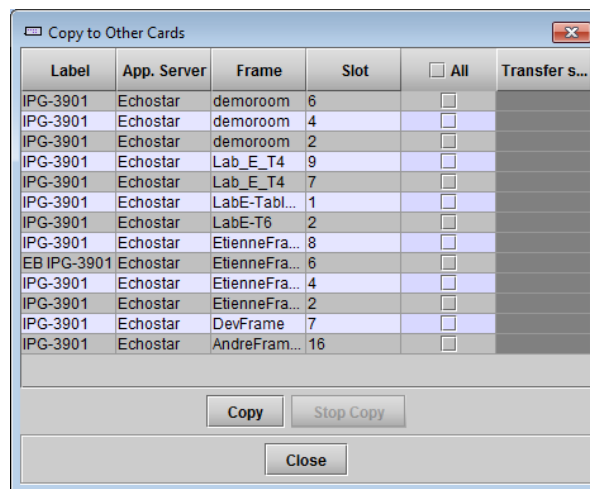 Copy to Other Cards
Label App. Server Frame Slot All Transfer s...
IPG-3901 Echostar demoroom 6
IPG-3901 Echostar demoroom 4
IPG-3901 Echostar demoroom 2
IPG-3901 Echostar Lab_E_T4 9
IPG-3901 Echostar Lab_E_T4 7
IPG-3901 Echostar LabE-Tabl... 1
IPG-3901 Echostar LabE-T6 2
IPG-3901 Echostar EtienneFra... 8
EB IPG-3901 Echostar EtienneFra... 6
IPG-3901 Echostar EtienneFra... 4
IPG-3901 Echostar EtienneFra... 2
IPG-3901 Echostar DevFrame 7
IPG-3901 Echostar AndreFram... 16
Copy Stop Copy
Close